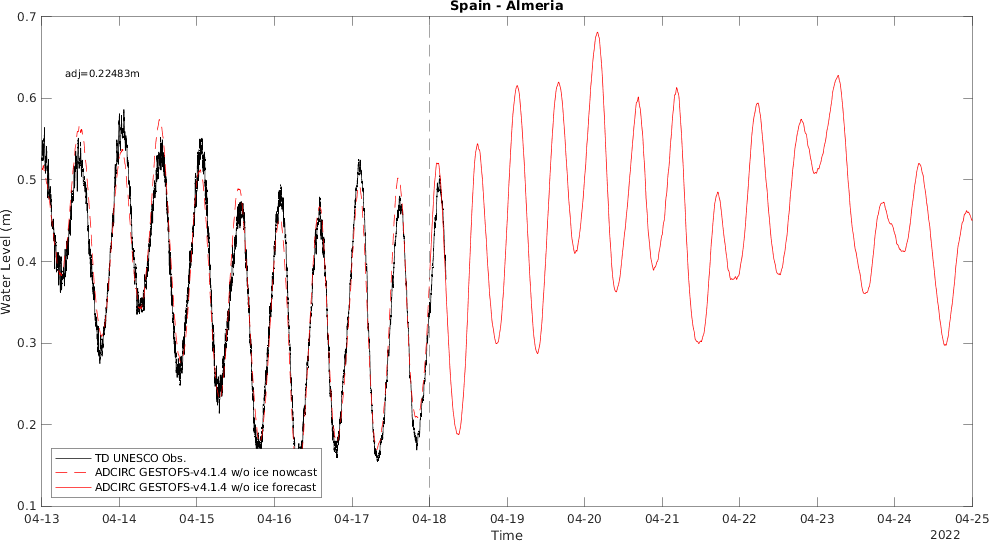 Spain - Almeria
0.7
adj=0.22483m
0.6
0.5
0.4
0.3
0.2
0.1
Water Level (m)
TD UNESCO Obs.
ADCIRC GESTOFS-v4.1.4 w/o ice nowcast
ADCIRC GESTOFS-v4.1.4 w/o ice forecast
04-13 04-14 04-15 04-16 04-17 04-18 04-19 04-20 04-21 04-22 04-23 04-24 04-25
Time
2022